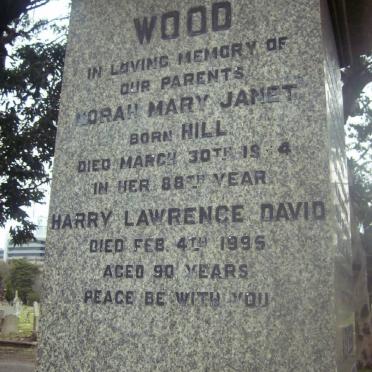 WOOD
IN LOVING MEMORY OF
OUR PARENTS
NORAH MARY JANET
BORN HILL
DIED MARCH 30TH
IN HER 88TH YEAR
HARRY LAWRENCE DAVID
DIED FEB. 4TH 1995
AGED 90 YEARS
PEACE BE WITH YOU